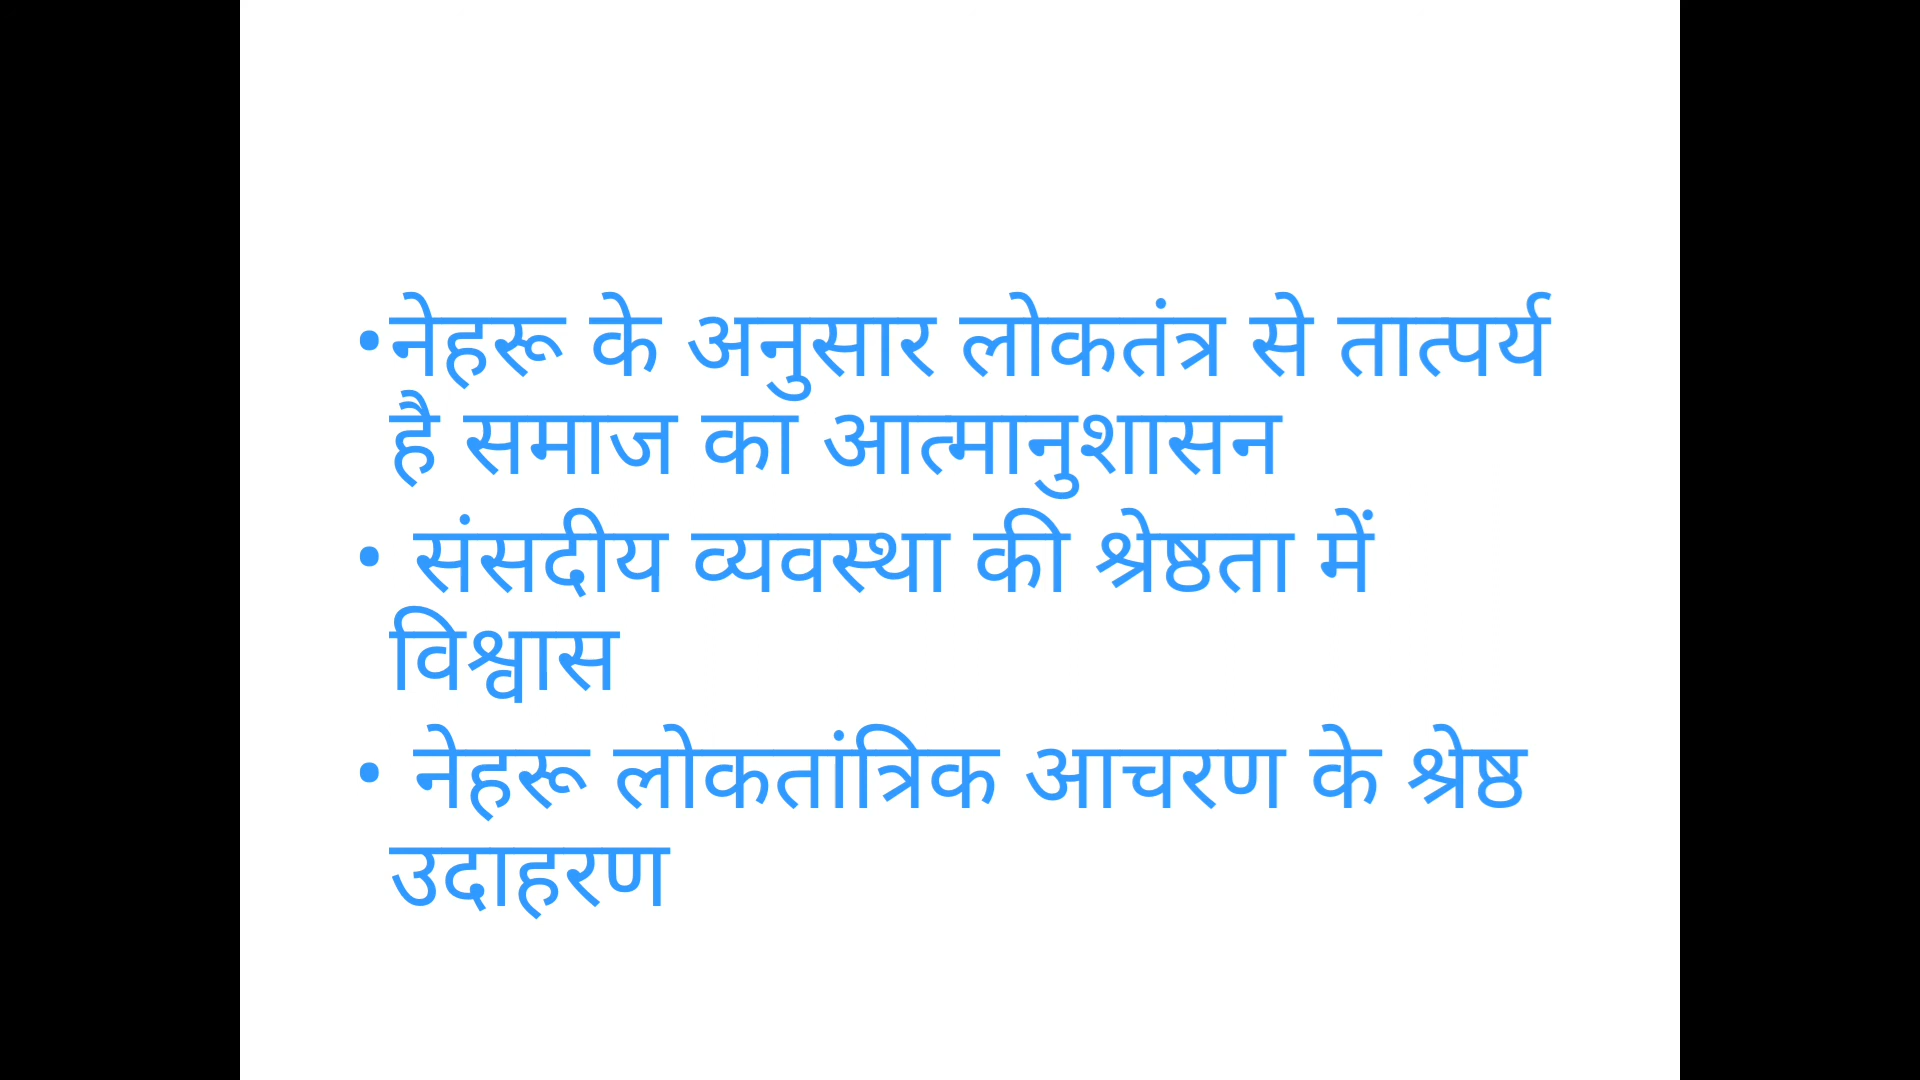 •नेहरू के अनुसार लोकतंत्र से तात्पर्य
है समाज का आत्मानुशासन
• संसदीय व्यवस्था की श्रेष्ठता में
विश्वास
• नेहरू लोकतांत्रिक आचरण के श्रेष्ठ
उदाहरण